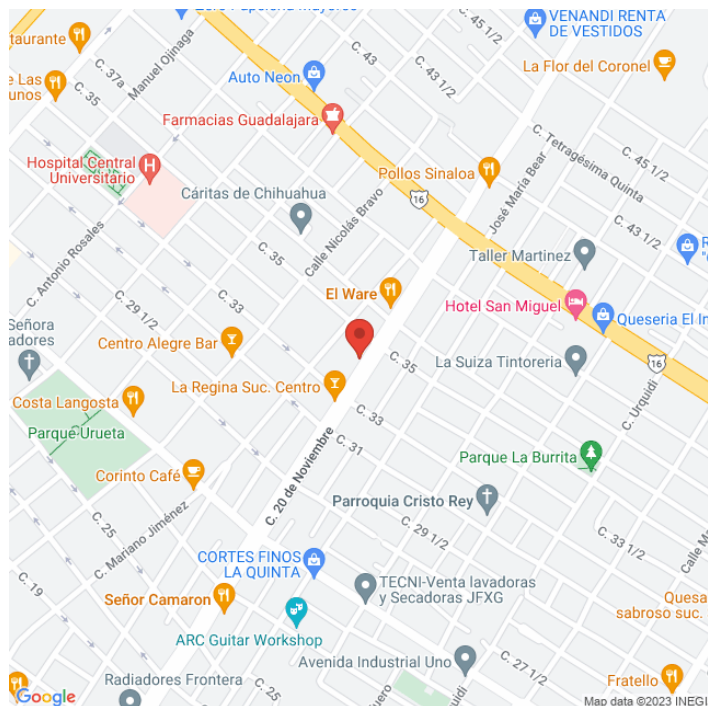 VENANDI RENTA
DE VESTIDOS
C. 45 1/2
C. 43
C. 43 1/2
staurante
Manuel Ojinaga
C. 37a
C. 35
Auto Neon
La Flor del Coronel
Farmacias Guadalajara
C. Tetragésima Quinta
C. 45 1/2
Hospital Central
Universitario
Pollos Sinaloa
José María Bear
16
Cáritas de Chihuahua
Calle Nicolás Bravo
C. 43 1/2
C. Antonio Rosales
C. 35
Taller Martinez
El Ware
Hotel San Miguel
Queseria El In
C. 29 1/2
C. 33
Señora
adores
Centro Alegre Bar
C. 35
La Suiza Tintoreria
16
La Regina Suc. Centro
C. Urquidi
Costa Langosta
C. 33
Parque Urueta
C. 31
Parque La Burrita
Corinto Café
C. 20 de Noviembre
Parroquia Cristo Rey
C. 25
C. Mariano Jiménez
C. 29 1/2
C. 33 1/2
Calle Ma
C. 19
CORTES FINOS
LA QUINTA
TECNI-Venta lavadoras
y Secadoras JFXG
Señor Camaron
Quesa
sabroso suc.
ARC Guitar Workshop
Avenida Industrial Uno
C. 27 1/2
Radiadores Frontera
C. 25
uero
quidi
Fratello
Google
Map data ©2023 INEGI